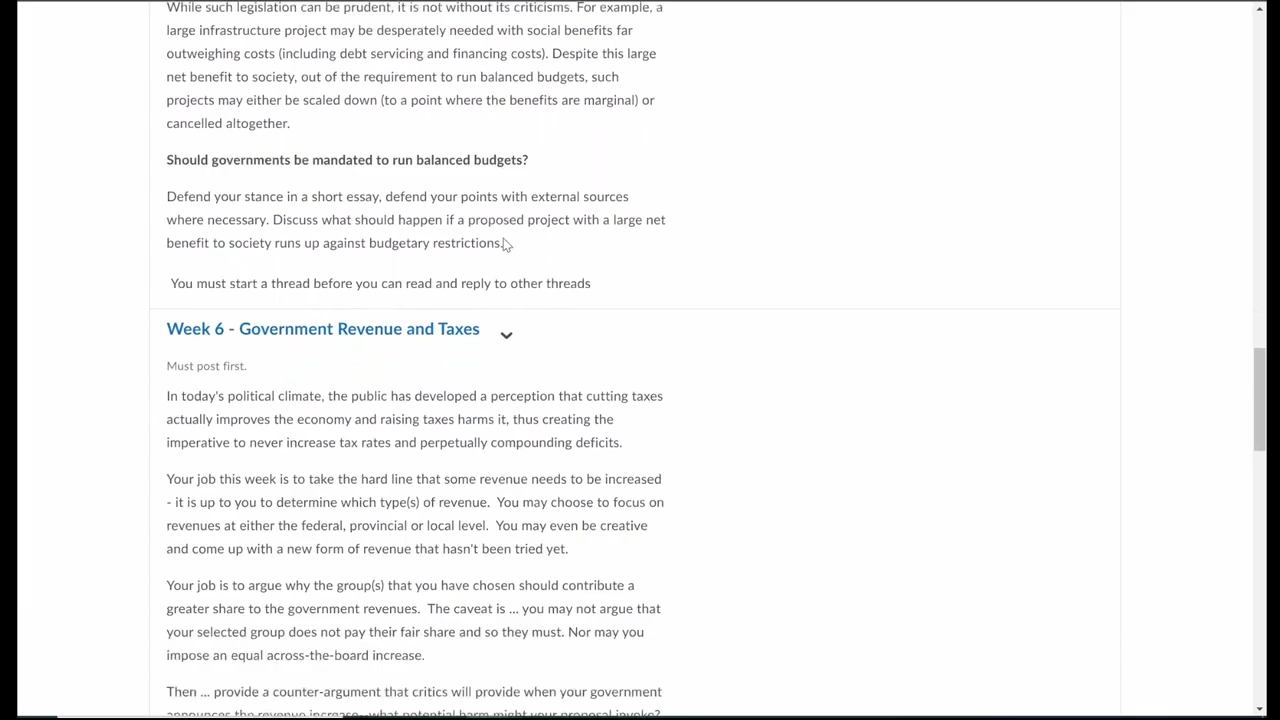 While such legislation can be prudent, it is not without its criticisms. For example, a
large infrastructure project may be desperately needed with social benefits far
outweighing costs (including debt servicing and financing costs). Despite this large
net benefit to society, out of the requirement to run balanced budgets, such
projects may either be scaled down (to a point where the benefits are marginal) or
cancelled altogether.
Should governments be mandated to run balanced budgets?
Defend your stance in a short essay, defend your points with external sources
where necessary. Discuss what should happen if a proposed project with a large net
benefit to society runs up against budgetary restrictions.
You must start a thread before you can read and reply to other threads
Week 6 - Government Revenue and Taxes
Must post first.
In today's political climate, the public has developed a perception that cutting taxes
actually improves the economy and raising taxes harms it, thus creating the
imperative to never increase tax rates and perpetually compounding deficits.
Your job this week is to take the hard line that some revenue needs to be increased
- it is up to you to determine which type(s) of revenue. You may choose to focus on
revenues at either the federal, provincial or local level. You may even be creative
and come up with a new form of revenue that hasn't been tried yet.
Your job is to argue why the group(s) that you have chosen should contribute a
greater share to the government revenues. The caveat is ... you may not argue that
your selected group does not pay their fair share and so they must. Nor may you
impose an equal across-the-board increase.
Then ... provide a counter-argument that critics will provide when your government
announces the revenue increase--what potential harm might your proposal invoke?